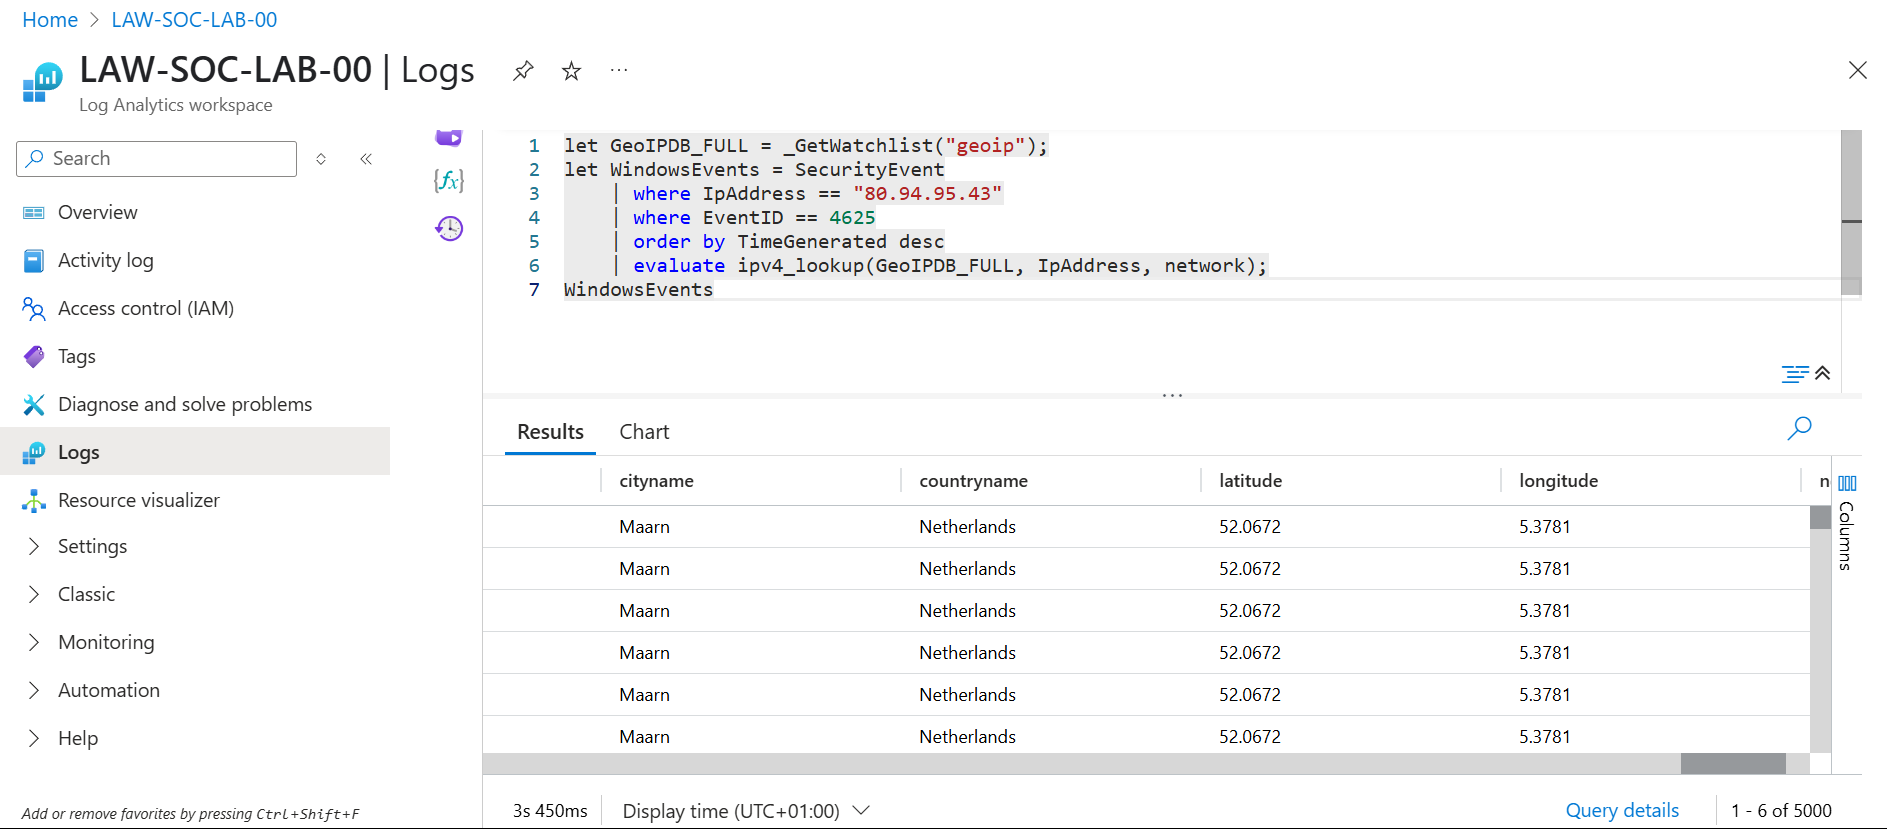 Home > LAW-SOC-LAB-00
LAW-SOC-LAB-00 | Logs
Log Analytics workspace
Search
Overview
Activity log
Access control (IAM)
Tags
Diagnose and solve problems
Logs
Resource visualizer
Settings
Classic
Monitoring
Automation
Help
Add or remove favorites by pressing Ctrl+Shift+F
1 let GeoIPDB_FULL = _GetWatchlist("geoip");
2 let WindowsEvents = SecurityEvent
3 | where IpAddress == "80.94.95.43"
4 | where EventID == 4625
5 | order by TimeGenerated desc
6 | evaluate ipv4_lookup(GeoIPDB_FULL, IpAddress, network);
7 WindowsEvents
Results Chart
cityname countryname latitude longitude
Maarn Netherlands 52.0672 5.3781
Maarn Netherlands 52.0672 5.3781
Maarn Netherlands 52.0672 5.3781
Maarn Netherlands 52.0672 5.3781
Maarn Netherlands 52.0672 5.3781
Maarn Netherlands 52.0672 5.3781
Columns
3s 450ms Display time (UTC+01:00) Query details 1 - 6 of 5000